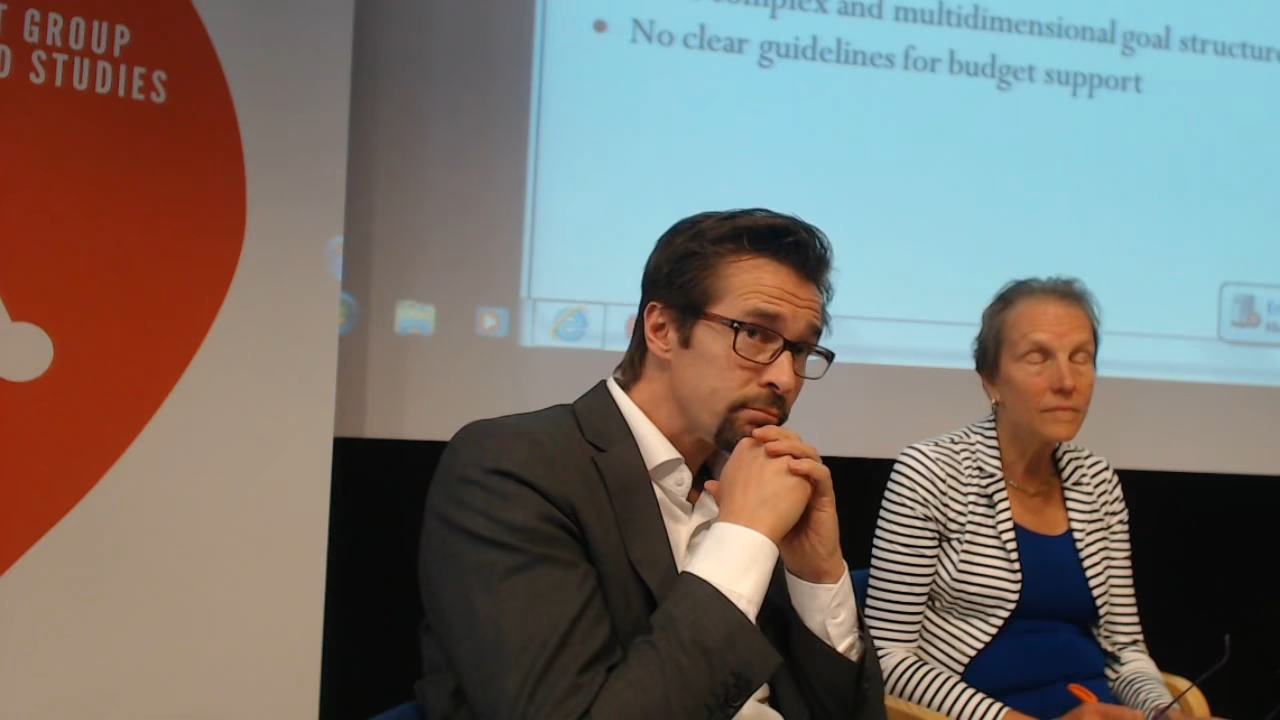 T GROUP
D STUDIES
complex and multidimensional goal structure
• No clear guidelines for budget support